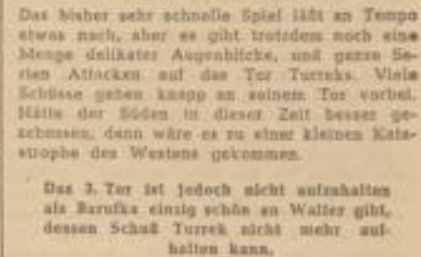 Das bisher sehr schnelle Spiel läßt an Tempo
etwas nach, aber es gibt trotzdem noch eine
Menge delikater Augenblicke, und ganze Se-
rien Attacken auf das Tor Turreks. Viele
Schüsse gehen knapp an seinem Tor vorbei.
Hätte der Süden in dieser Zeit besser ge-
schossen, dann wäre es zu einer kleinen Kata-
strophe des Westens gekommen.
Das 3. Tor ist jedoch nicht aufzuhalten
als Barufka einzig schön an Walter gibt,
dessen Schuß Turrek nicht mehr auf-
halten kann.